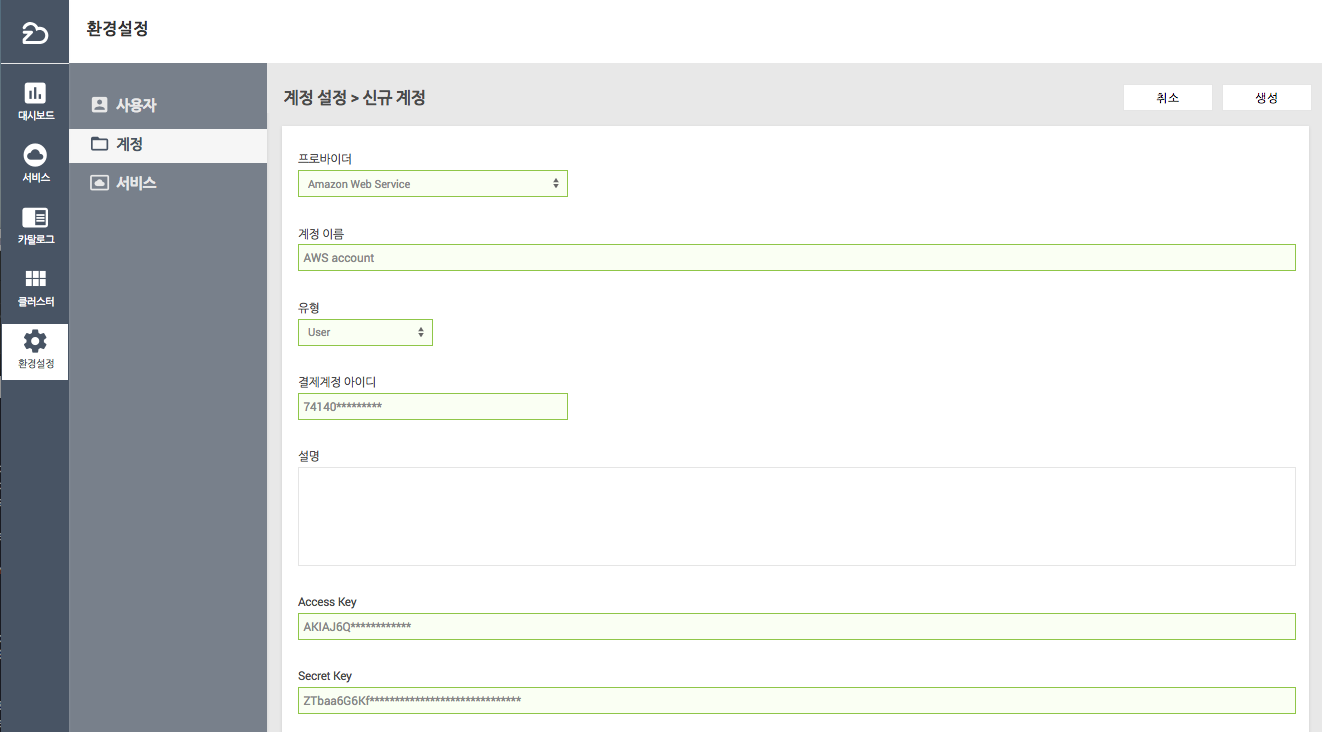 환경설정
대시보드
서비스
카탈로그
클러스터
환경설정
사용자
계정
서비스
계정 설정 > 신규 계정
취소
생성
프로바이더
Amazon Web Service
계정 이름
AWS account
유형
User
결제계정 아이디
74140*********
설명
Access Key
AKIAJ6Q************
Secret Key
ZTbaa6G6Kf******************************